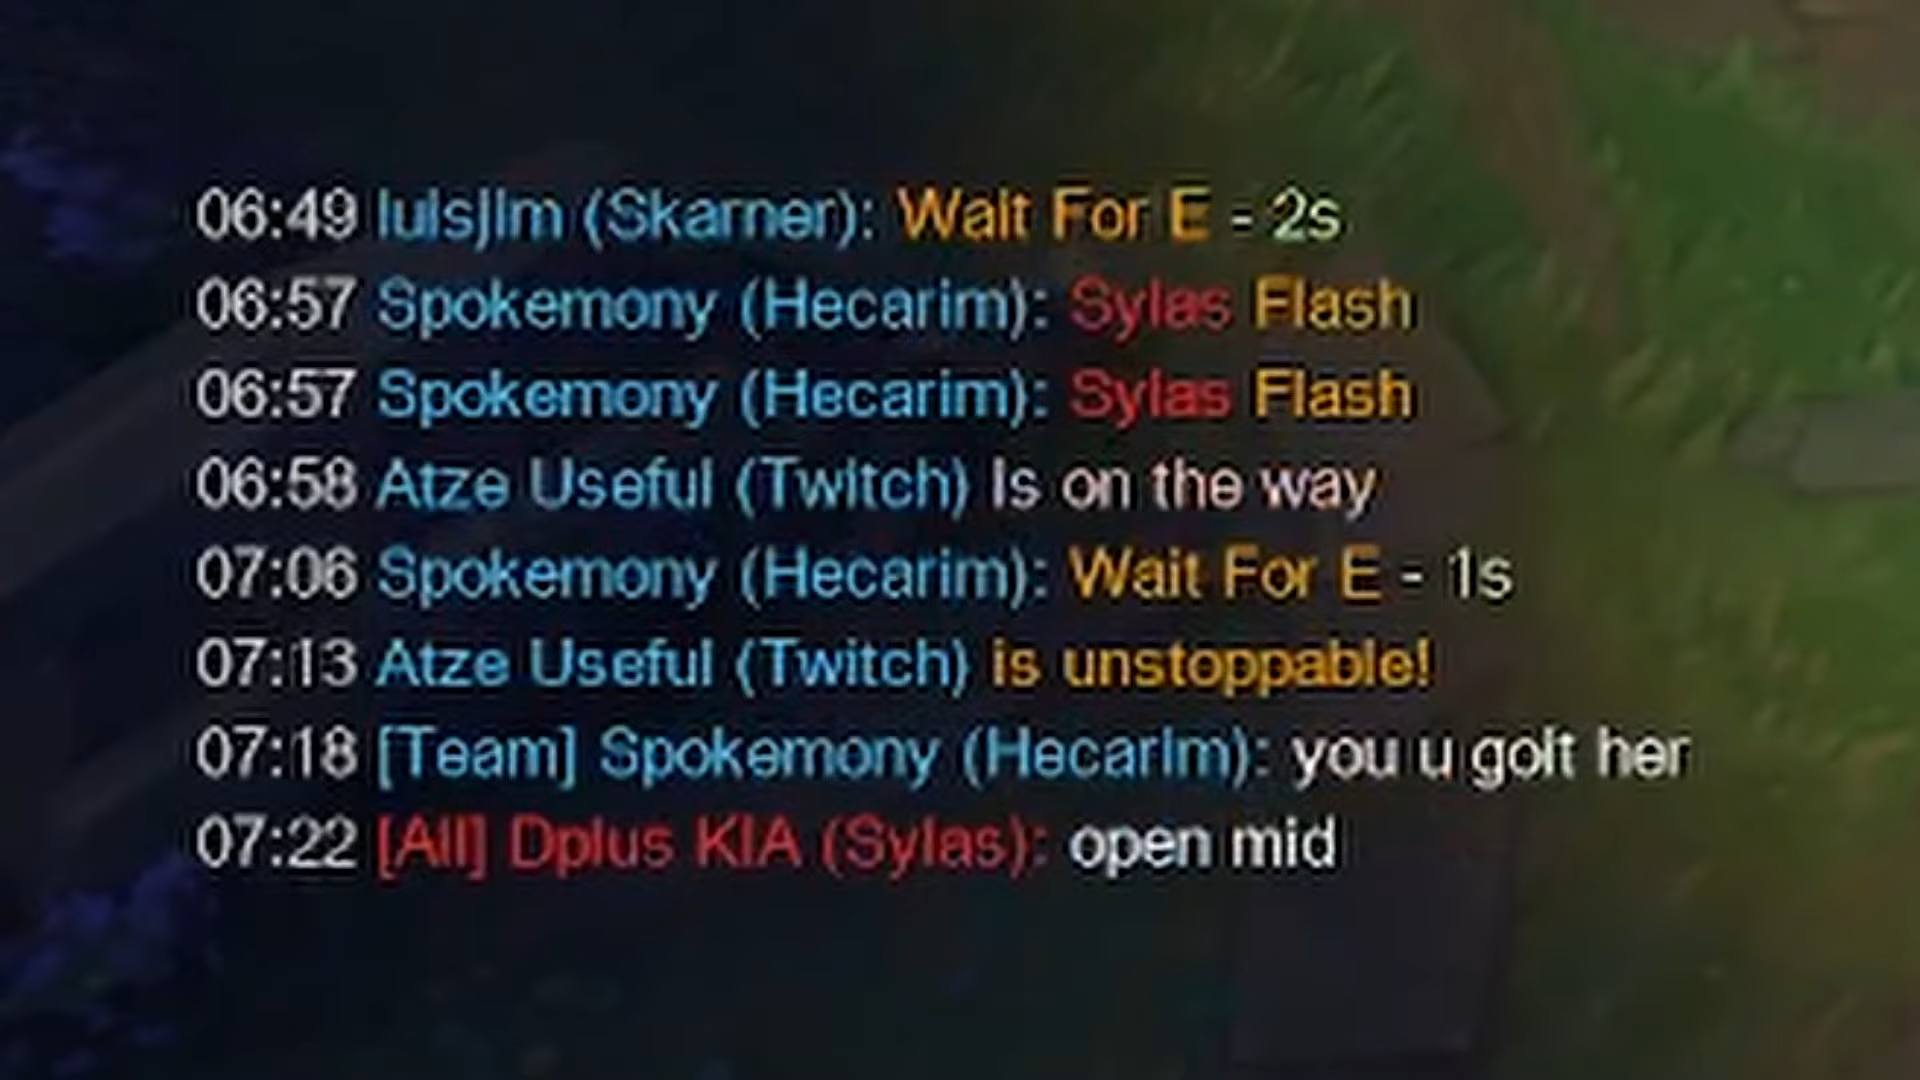 06:49 luisjim (Skarner): Wait For E - 2s
06:57 Spokemony (Hecarim): Sylas Flash
06:57 Spokemony (Hecarim): Sylas Flash
06:58 Atze Useful (Twitch) is on the way
07:06 Spokemony (Hecarim): Wait For E - 1s
07:13 Atze Useful (Twitch) is unstoppable!
07:18 [Team] Spokemony (Hecarim): you u goit her
07:22 [All] Dplus KIA (Sylas): open mid